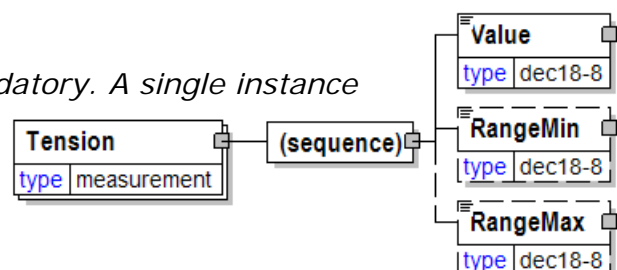 Value
type dec18-8
datory. A single instance
RangeMin
Tension
(sequence)
type measurement
type dec18-8
RangeMax
type dec18-8